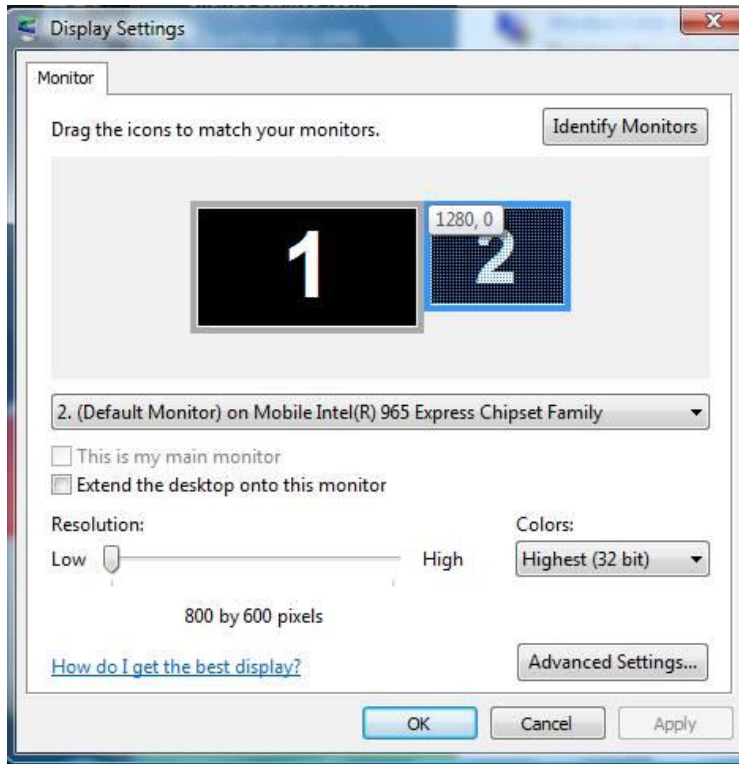 Display Settings
Monitor
Drag the icons to match your monitors.
Identify Monitors
1
1280, 0
2
2. (Default Monitor) on Mobile Intel(R) 965 Express Chipset Family
This is my main monitor
Extend the desktop onto this monitor
Resolution:
Colors:
Low
High
Highest (32 bit)
800 by 600 pixels
How do I get the best display?
Advanced Settings...
OK
Cancel
Apply